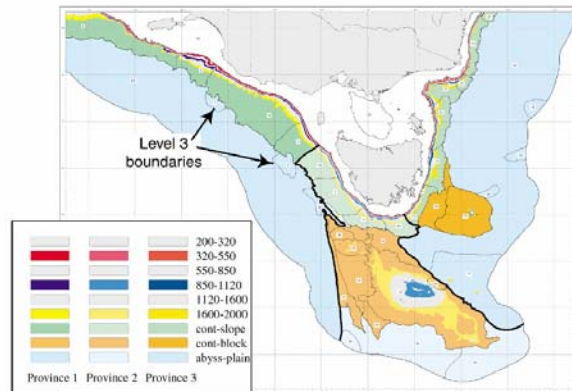 Level 3
boundaries
200-320
320-550
550-850
850-1120
1120-1600
1600-2000
cont-slope
cont-block
abyss-plain
Province 1 Province 2 Province 3